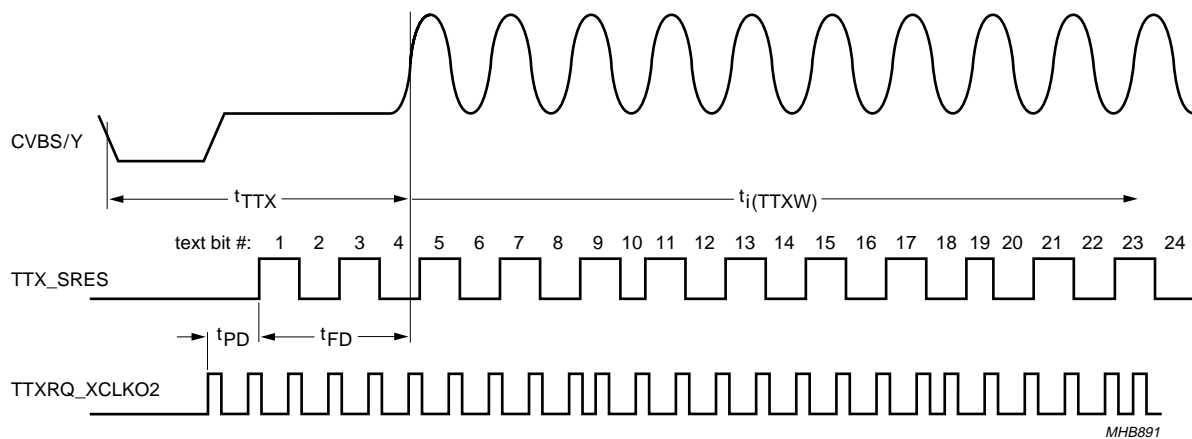 CVBS/Y
tTTX
ti(TTXW)
text bit #: 1 2 3 4 5 6 7 8 9 10 11 12 13 14 15 16 17 18 19 20 21 22 23 24
TTX_SRES
tPD
tFD
TTXRQ_XCLKO2
MHB891